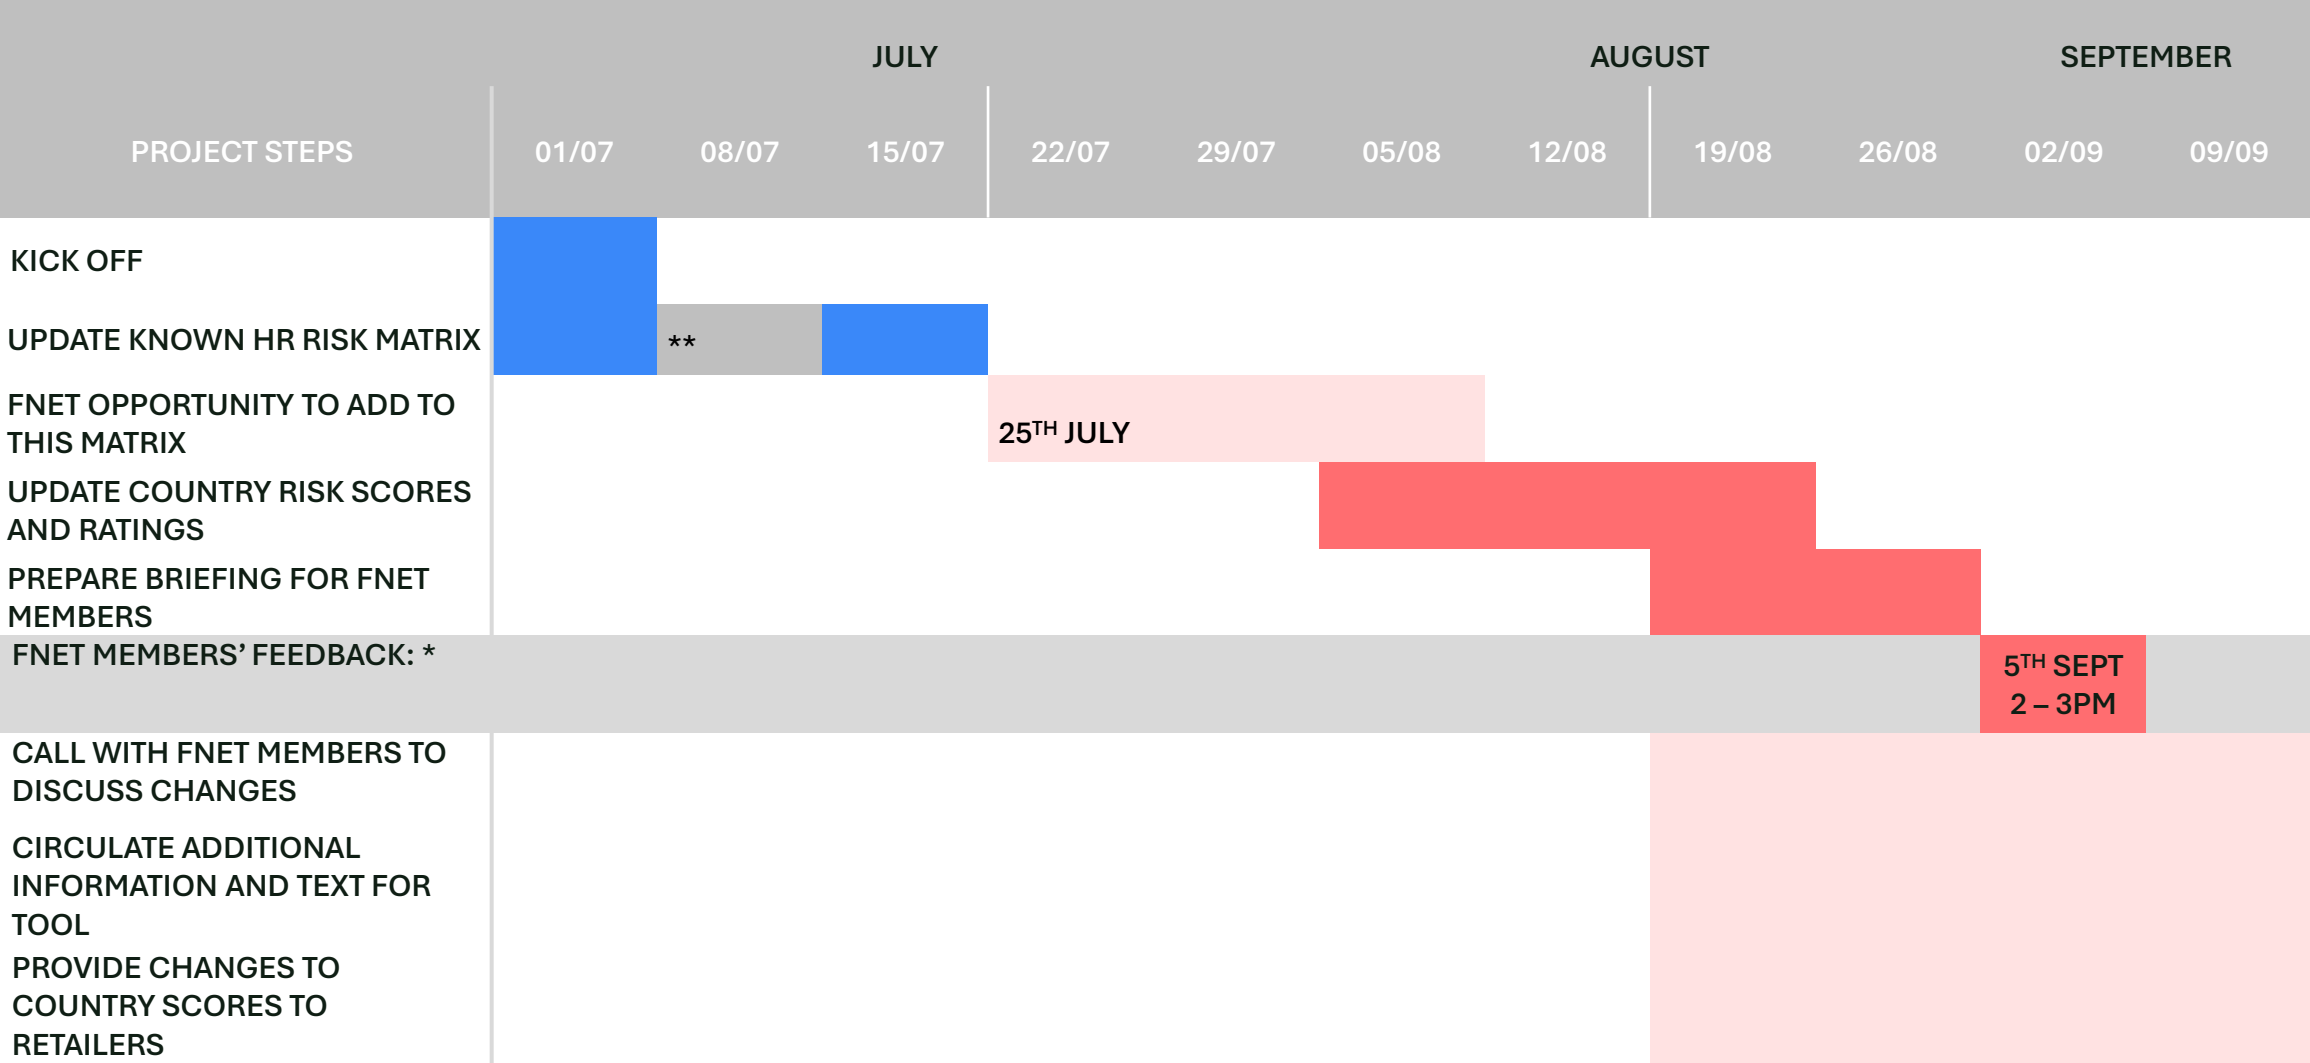 JULY AUGUST SEPTEMBER
PROJECT STEPS 01/07 08/07 15/07 22/07 29/07 05/08 12/08 19/08 26/08 02/09 09/09
KICK OFF
UPDATE KNOWN HR RISK MATRIX **
FNET OPPORTUNITY TO ADD TO
THIS MATRIX
25TH JULY
UPDATE COUNTRY RISK SCORES
AND RATINGS
PREPARE BRIEFING FOR FNET
MEMBERS
FNET MEMBERS’ FEEDBACK: *
5TH SEPT
2 – 3PM
CALL WITH FNET MEMBERS TO
DISCUSS CHANGES
CIRCULATE ADDITIONAL
INFORMATION AND TEXT FOR
TOOL
PROVIDE CHANGES TO
COUNTRY SCORES TO
RETAILERS